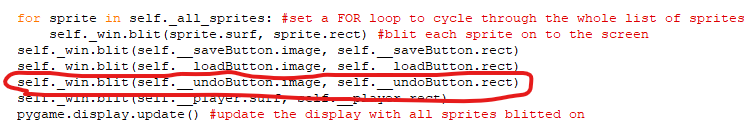 for sprite in self._all_sprites: #set a FOR loop to cycle through the whole list of sprites
self._win.blit(sprite.surf, sprite.rect) #blit each sprite on to the screen
self._win.blit(self.__saveButton.image, self.__saveButton.rect)
self._win.blit(self.__loadButton.image, self.__loadButton.rect)
self._win.blit(self.__undoButton.image, self.__undoButton.rect)
self._win.blit(self.__player.surf, self.__player.rect)
pygame.display.update() #update the display with all sprites blitted on